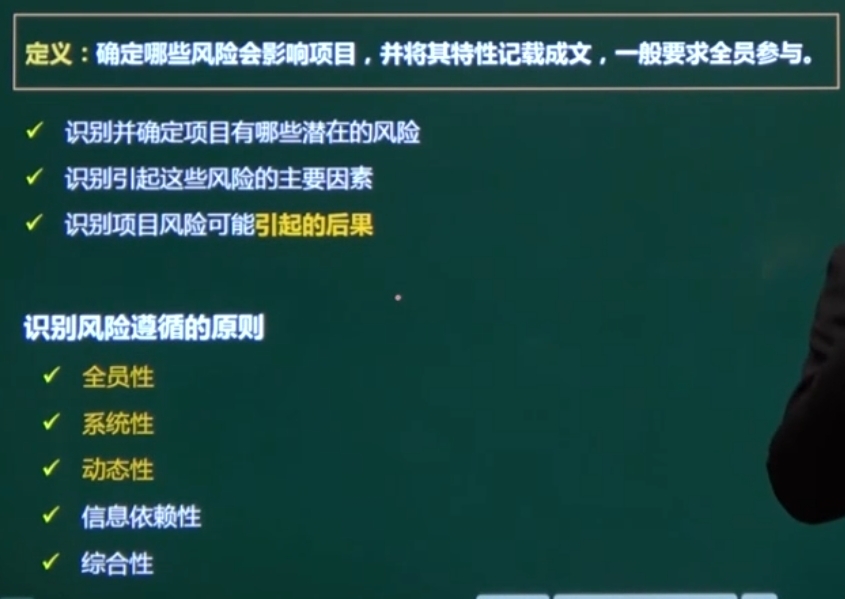 定义：确定哪些风险会影响项目，并将其特性记载成文，一般要求全员参与。
✓ 识别并确定项目有哪些潜在的风险
✓ 识别引起这些风险的主要因素
✓ 识别项目风险可能引起的后果
识别风险遵循的原则
✓ 全员性
✓ 系统性
✓ 动态性
✓ 信息依赖性
✓ 综合性